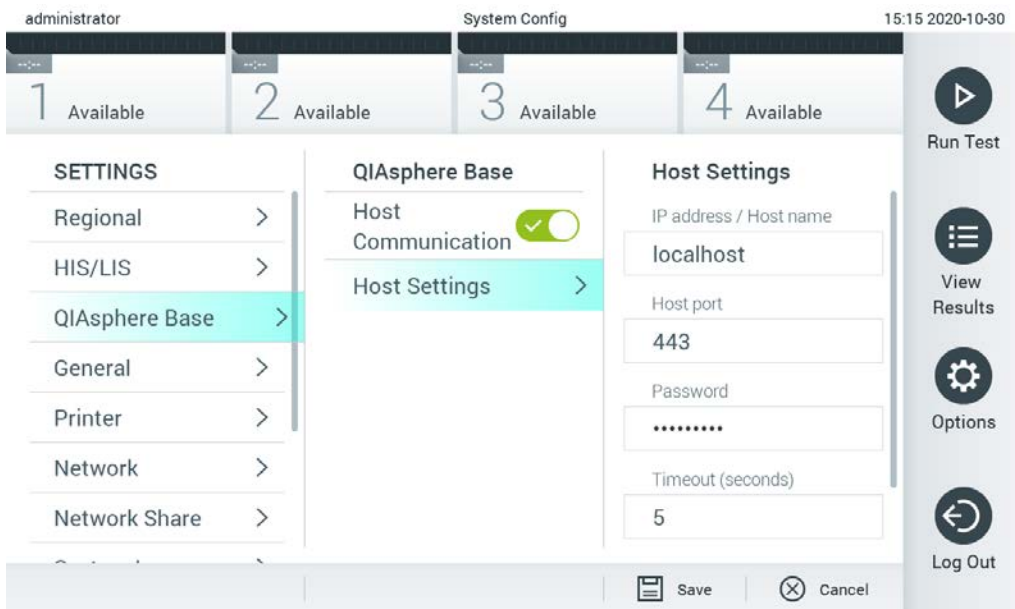 administrator
System Config
15:15 2020-10-30
--:--
1 Available
--:--
2 Available
--:--
3 Available
--:--
4 Available
Run Test
View
Results
Options
Log Out
SETTINGS
Regional
HIS/LIS
QIAsphere Base
General
Printer
Network
Network Share
QIAsphere Base
Host
Communication
Host Settings
Host Settings
IP address / Host name
localhost
Host port
443
Password
•••••••••
Timeout (seconds)
5
Save
Cancel